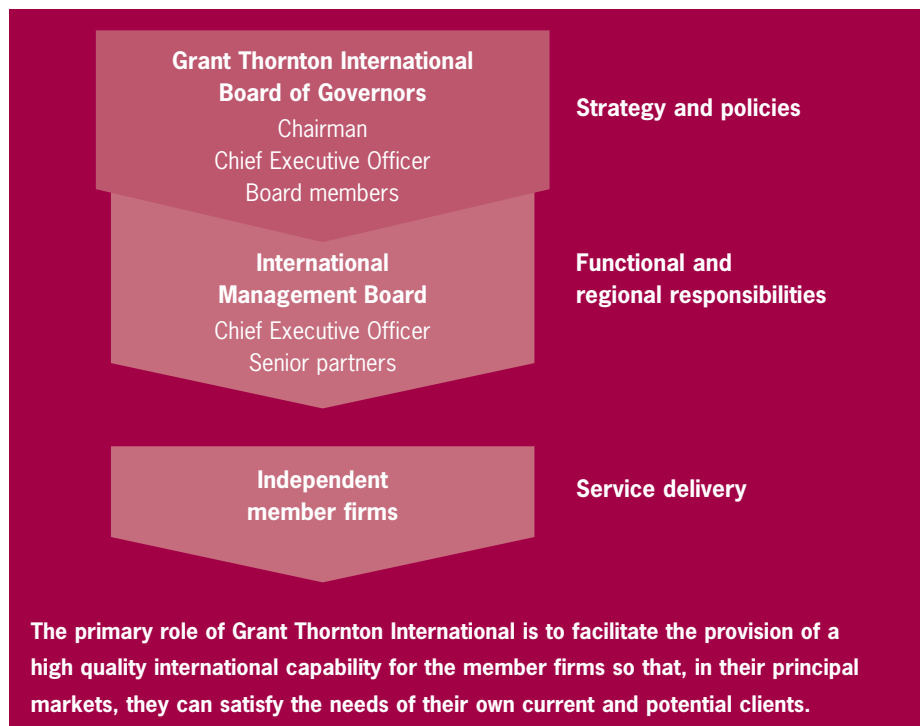 Grant Thornton International
Board of Governors
Chairman
Chief Executive Officer
Board members
Strategy and policies
International
Management Board
Chief Executive Officer
Senior partners
Functional and
regional responsibilities
Independent
member firms
Service delivery
The primary role of Grant Thornton International is to facilitate the provision of a
high quality international capability for the member firms so that, in their principal
markets, they can satisfy the needs of their own current and potential clients.